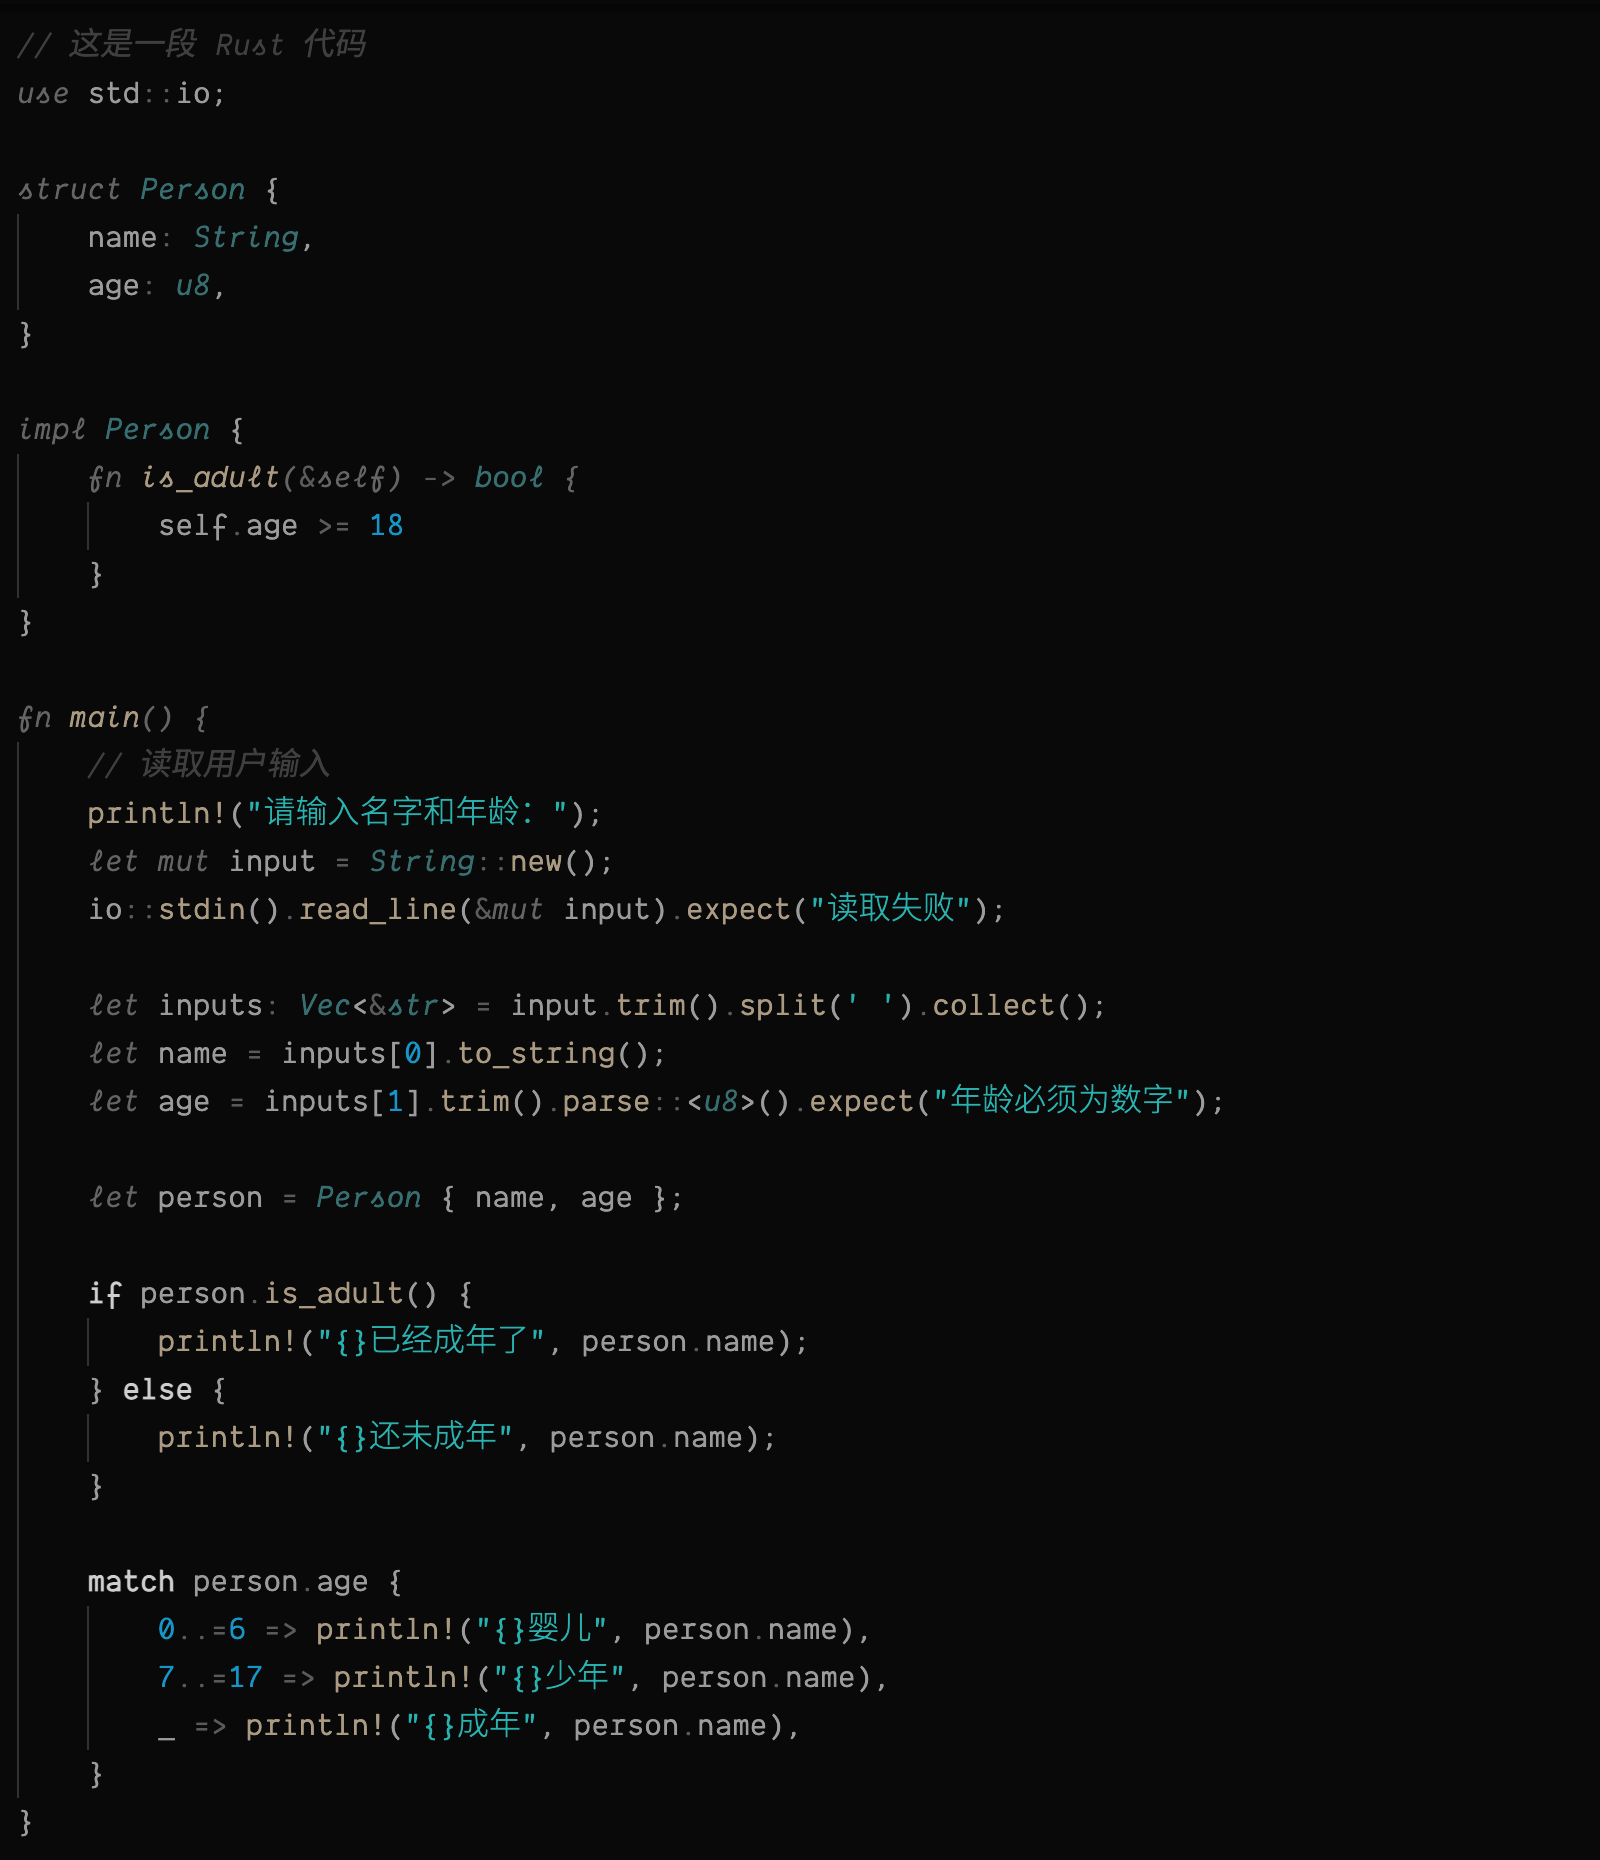 // 这是一段 Rust 代码
use std::io;

struct Person {
    name: String,
    age: u8,
}

impl Person {
    fn is_adult(&self) -> bool {
        self.age >= 18
    }
}

fn main() {
    // 读取用户输入
    println!("请输入名字和年龄：");
    let mut input = String::new();
    io::stdin().read_line(&mut input).expect("读取失败");

    let inputs: Vec<&str> = input.trim().split(' ').collect();
    let name = inputs[0].to_string();
    let age = inputs[1].trim().parse::<u8>().expect("年龄必须为数字");

    let person = Person { name, age };

    if person.is_adult() {
        println!("{}已经成年了", person.name);
    } else {
        println!("{}还未成年", person.name);
    }

    match person.age {
        0..=6 => println!("{}婴儿", person.name),
        7..=17 => println!("{}少年", person.name),
        _ => println!("{}成年", person.name),
    }
}